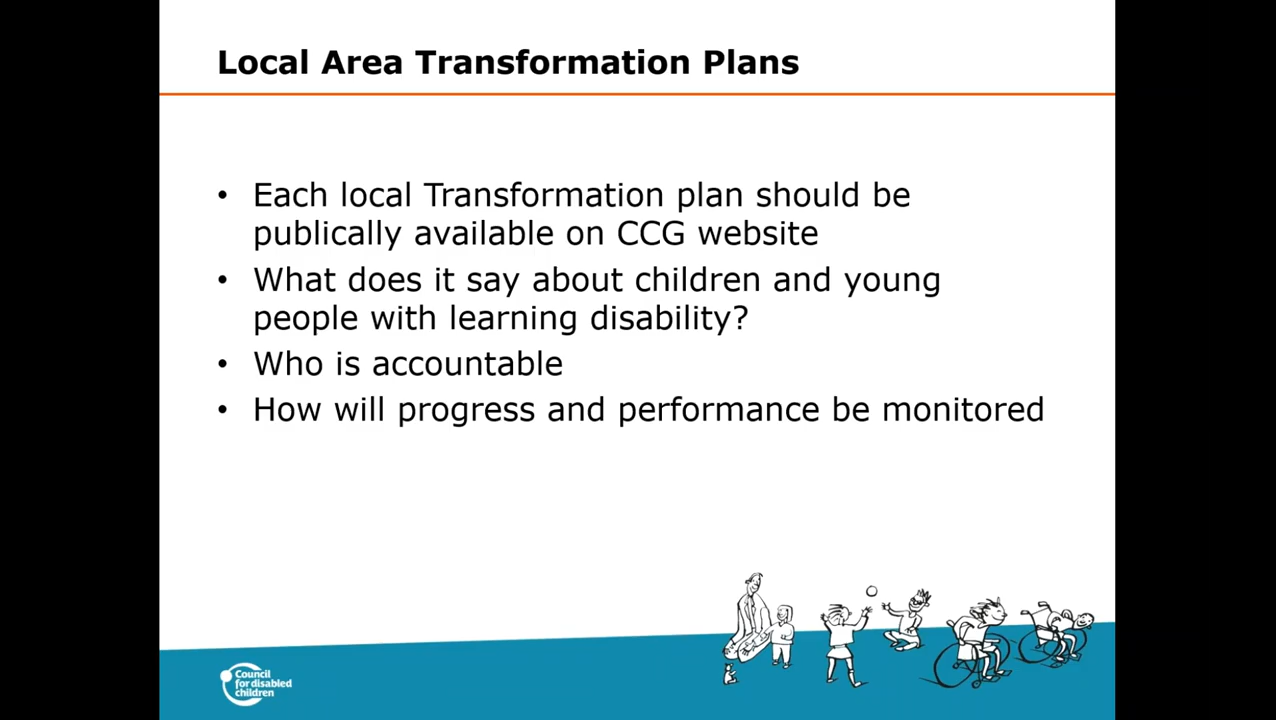 Local Area Transformation Plans
• Each local Transformation plan should be
publically available on CCG website
• What does it say about children and young
people with learning disability?
• Who is accountable
• How will progress and performance be monitored
Council
for disabled
children